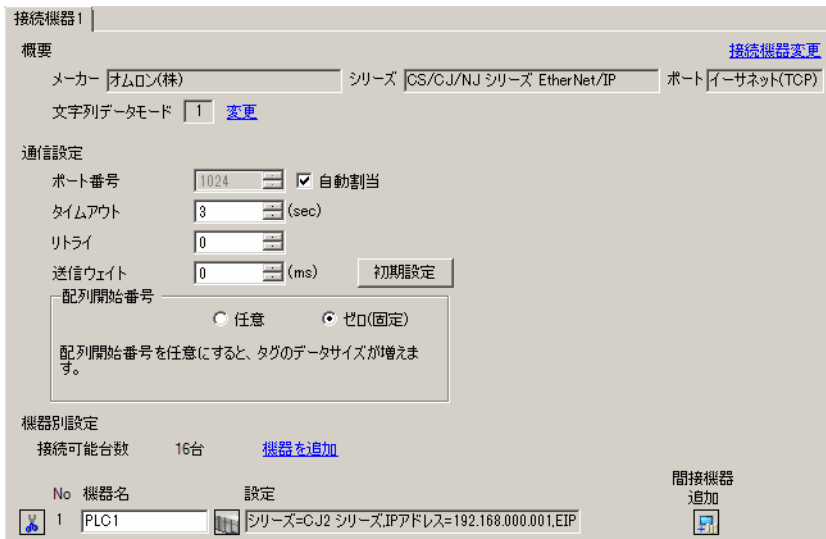 接続機器1
概要
接続機器変更
メーカー オムロン(株) シリーズ CS/CJ/NJ シリーズ EtherNet/IP ポート イーサネット(TCP)
文字列データモード 1 変更
通信設定
ポート番号 1024 自動割当
タイムアウト 3 (sec)
リトライ 0
送信ウェイト 0 (ms) 初期設定
配列開始番号
任意 ゼロ(固定)
配列開始番号を任意にすると、タグのデータサイズが増えま
す。
機器別設定
接続可能台数 16台 機器を追加
間接機器
追加
No 機器名 設定
1 PLC1 シリーズ=CJ2 シリーズ,IPアドレス=192.168.000.001,EIP